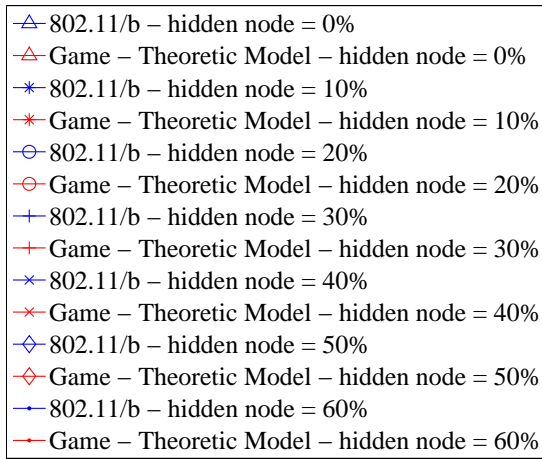 802.11/b – hidden node = 0%
Game – Theoretic Model – hidden node = 0%
802.11/b – hidden node = 10%
Game – Theoretic Model – hidden node = 10%
802.11/b – hidden node = 20%
Game – Theoretic Model – hidden node = 20%
802.11/b – hidden node = 30%
Game – Theoretic Model – hidden node = 30%
802.11/b – hidden node = 40%
Game – Theoretic Model – hidden node = 40%
802.11/b – hidden node = 50%
Game – Theoretic Model – hidden node = 50%
802.11/b – hidden node = 60%
Game – Theoretic Model – hidden node = 60%